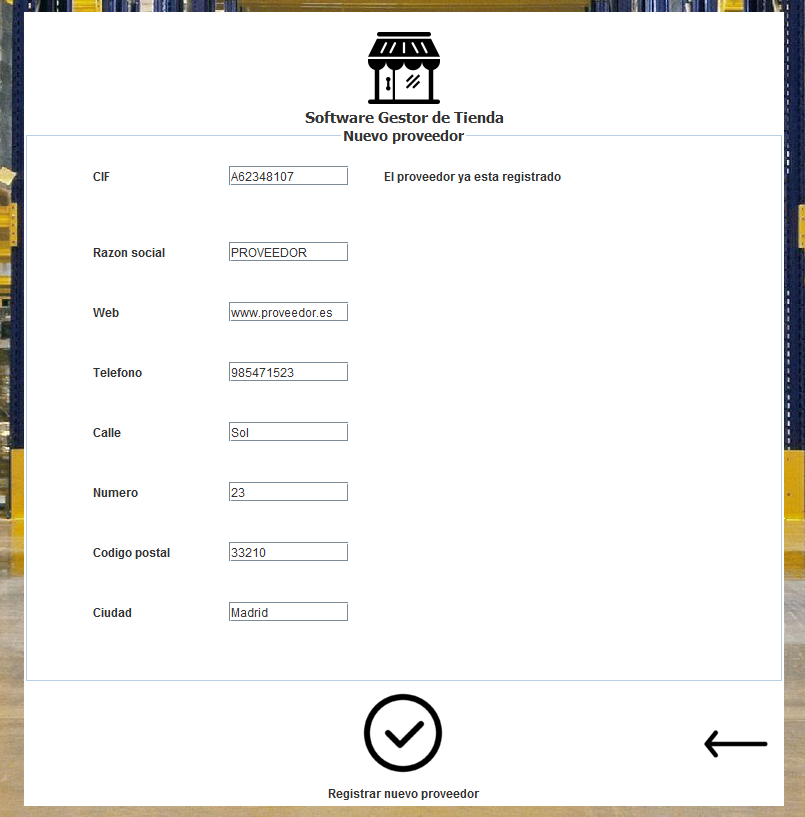 Software Gestor de Tienda
Nuevo proveedor
CIF A62348107 El proveedor ya esta registrado
Razon social PROVEEDOR
Web www.proveedor.es
Telefono 985471523
Calle Sol
Numero 23
Codigo postal 33210
Ciudad Madrid
Registrar nuevo proveedor